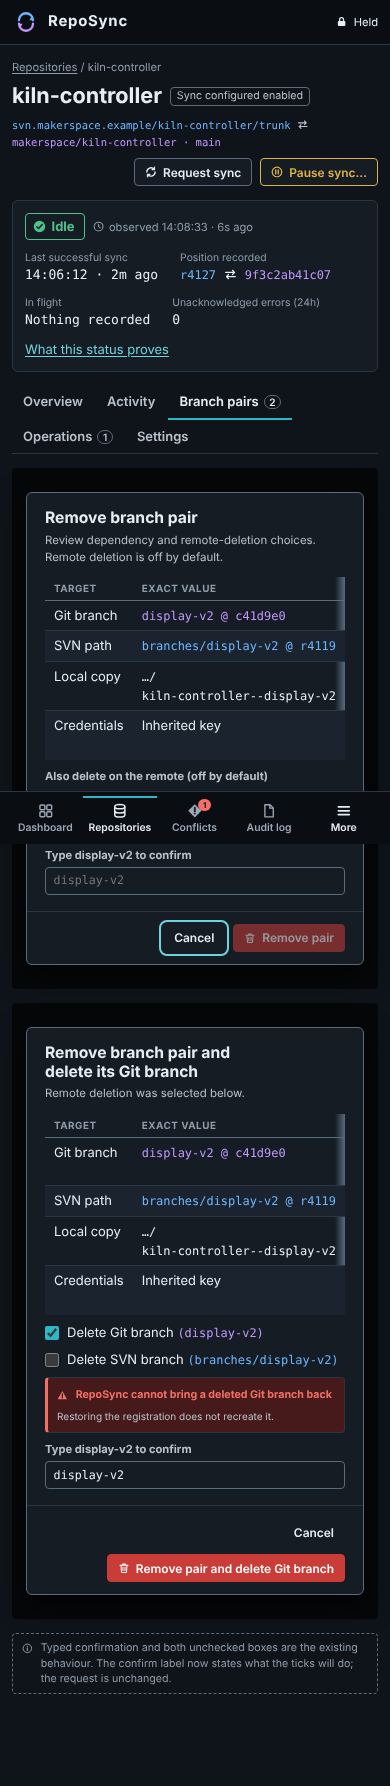 RepoSync
Held
Repositories / kiln-controller
kiln-controller
Sync configured enabled
svn.makerspace.example/kiln-controller/trunk ⇄
makerspace/kiln-controller · main
Request sync
Pause sync…
Idle
observed 14:08:33 · 6s ago
Last successful sync
Position recorded
14:06:12 · 2m ago
r4127 ⇄ 9f3c2ab41c07
In flight
Unacknowledged errors (24h)
Nothing recorded
0
What this status proves
Overview
Activity
Branch pairs 2
Operations 1
Settings
Remove branch pair
Review dependency and remote-deletion choices.
Remote deletion is off by default.
TARGET
EXACT VALUE
Git branch
display-v2 @ c41d9e0
SVN path
branches/display-v2 @ r4119
Local copy
…/
kiln-controller--display-v2
Credentials
Inherited key
Also delete on the remote (off by default)
Dashboard
Repositories
Conflicts
1
Audit log
More
Type display-v2 to confirm
display-v2
Cancel
Remove pair
Remove branch pair and
delete its Git branch
Remote deletion was selected below.
TARGET
EXACT VALUE
Git branch
display-v2 @ c41d9e0
SVN path
branches/display-v2 @ r4119
Local copy
…/
kiln-controller--display-v2
Credentials
Inherited key
Delete Git branch (display-v2)
Delete SVN branch (branches/display-v2)
RepoSync cannot bring a deleted Git branch back
Restoring the registration does not recreate it.
Type display-v2 to confirm
display-v2
Cancel
Remove pair and delete Git branch
Typed confirmation and both unchecked boxes are the existing
behaviour. The confirm label now states what the ticks will do;
the request is unchanged.